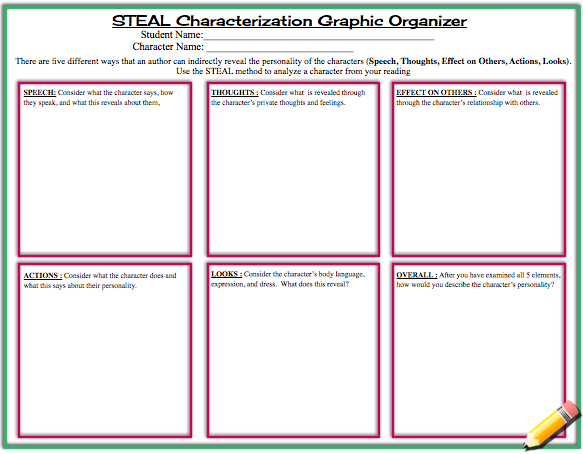 STEAL Characterization Graphic Organizer
Student Name:
Character Name:
There are five different ways that an author can indirectly reveal the personality of the characters (Speech, Thoughts, Effect on Others, Actions, Looks).
Use the STEAL method to analyze a character from your reading
SPEECH: Consider what the character says, how
they speak, and what this reveals about them,
THOUGHTS : Consider what is revealed through
the character's private thoughts and feelings.
EFFECT ON OTHERS : Consider what is revealed
through the character's relationship with others.
ACTIONS : Consider what the character does and
what this says about their personality.
LOOKS : Consider the character's body language,
expression, and dress. What does this reveal?
OVERALL : After you have examined all 5 elements,
how would you describe the character's personality?